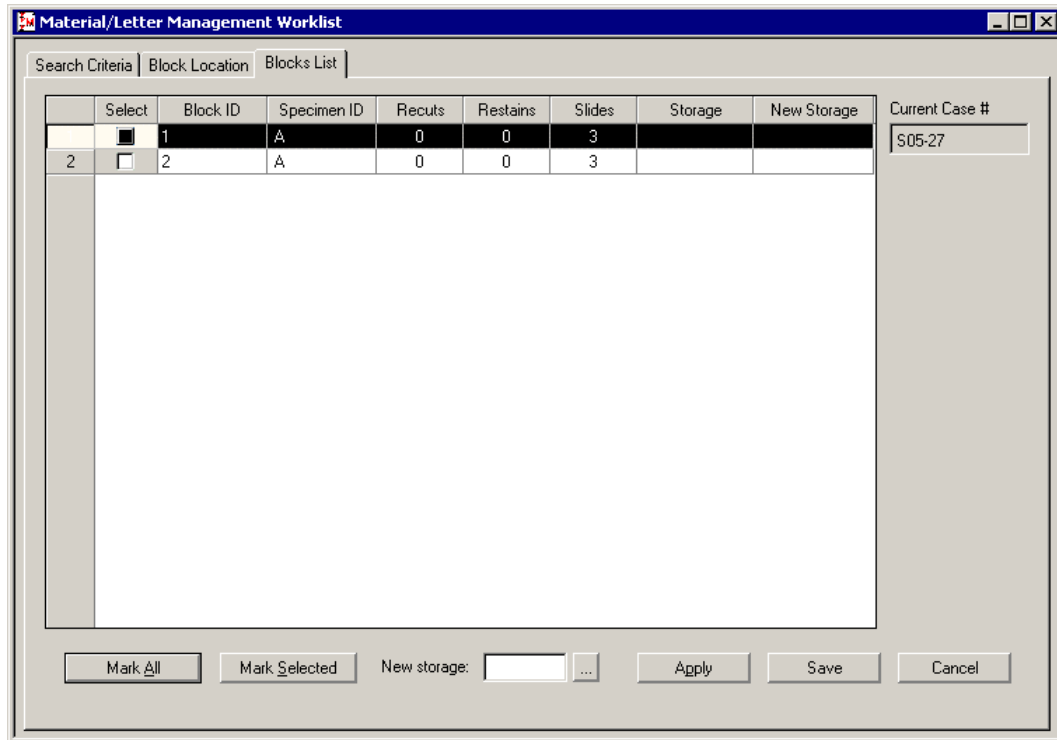 Material/Letter Management Worklist
Search Criteria Block Location Blocks List
Select Block ID Specimen ID Recuts Restains Slides Storage New Storage Current Case #
1 A 0 0 3 S05-27
2 2 A 0 0 3
Mark All Mark Selected New storage: ... Apply Save Cancel